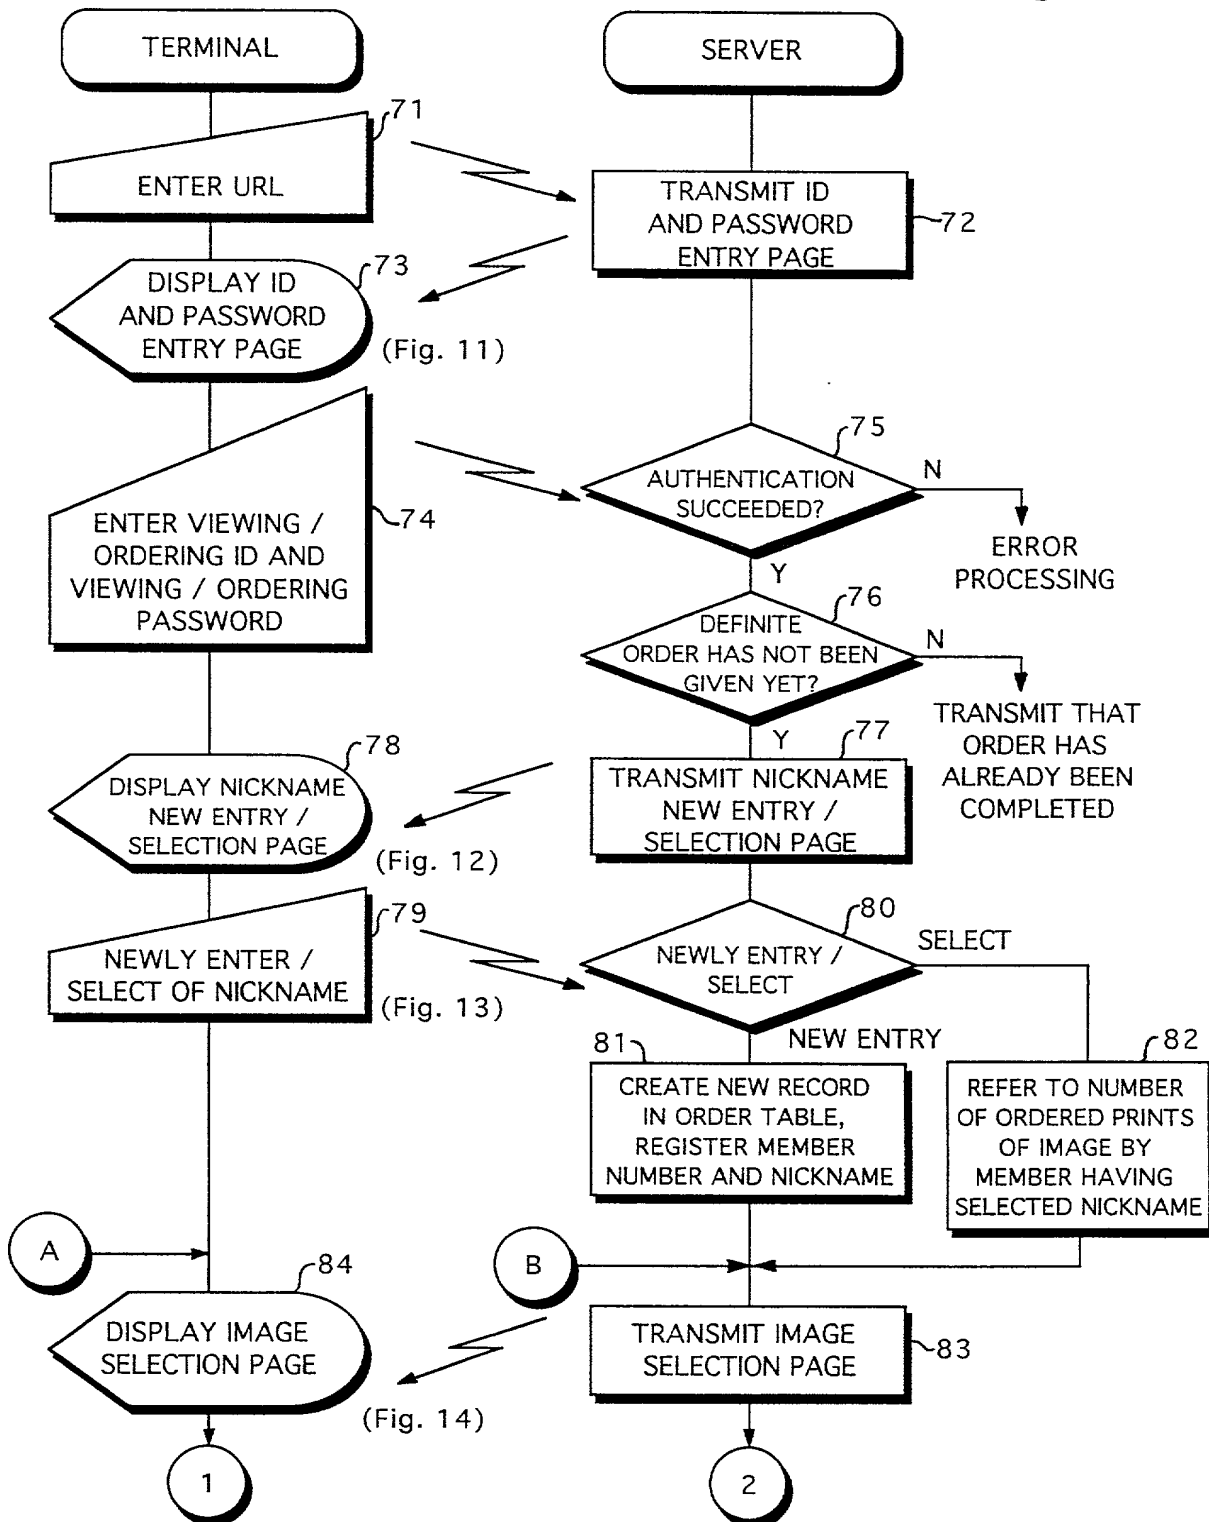 TERMINAL
SERVER
71
ENTER URL
TRANSMIT ID
AND PASSWORD
ENTRY PAGE
72
73
DISPLAY ID
AND PASSWORD
ENTRY PAGE
(Fig. 11)
74
ENTER VIEWING /
ORDERING ID AND
VIEWING / ORDERING
PASSWORD
75
AUTHENTICATION
SUCCEEDED?
N
ERROR
PROCESSING
Y
76
DEFINITE
ORDER HAS NOT BEEN
GIVEN YET?
N
TRANSMIT THAT
ORDER HAS
ALREADY BEEN
COMPLETED
Y
77
TRANSMIT NICKNAME
NEW ENTRY /
SELECTION PAGE
78
DISPLAY NICKNAME
NEW ENTRY /
SELECTION PAGE
(Fig. 12)
79
NEWLY ENTER /
SELECT OF NICKNAME
(Fig. 13)
80
NEWLY ENTRY /
SELECT
SELECT
NEW ENTRY
81
CREATE NEW RECORD
IN ORDER TABLE,
REGISTER MEMBER
NUMBER AND NICKNAME
82
REFER TO NUMBER
OF ORDERED PRINTS
OF IMAGE BY
MEMBER HAVING
SELECTED NICKNAME
A
B
84
DISPLAY IMAGE
SELECTION PAGE
(Fig. 14)
TRANSMIT IMAGE
SELECTION PAGE
83
1
2